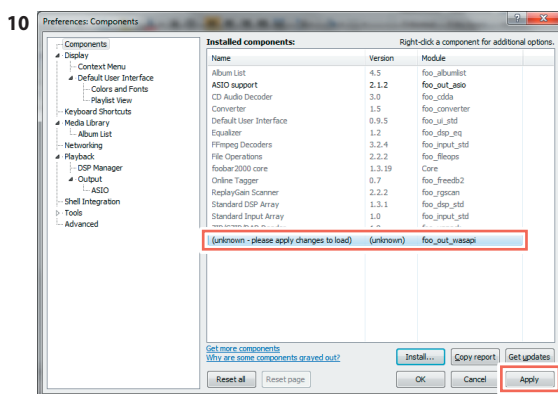 10
Preferences: Components
Components
Display
Context Menu
Default User Interface
Colors and Fonts
Playlist View
Keyboard Shortcuts
Media Library
Album List
Networking
Playback
DSP Manager
Output
ASIO
Shell Integration
Tools
Advanced
Installed components: Right-click a component for additional options.
Name Version Module
Album List 4.5 foo_albumlist
ASIO support 2.1.2 foo_out_asio
CD Audio Decoder 3.0 foo_cdda
Converter 1.5 foo_converter
Default User Interface 0.9.5 foo_ui_std
Equalizer 1.2 foo_dsp_eq
FFmpeg Decoders 3.2.4 foo_input_std
File Operations 2.2.2 foo_fileops
foobar2000 core 1.3.19 Core
Online Tagger 0.7 foo_freedb2
ReplayGain Scanner 2.2.2 foo_rgscan
Standard DSP Array 1.3.1 foo_dsp_std
Standard Input Array 1.0 foo_input_std
(unknown - please apply changes to load) (unknown) foo_out_wasapi
Get more components
Why are some components grayed out?
Install... Copy report Get updates
Reset all Reset page OK Cancel Apply